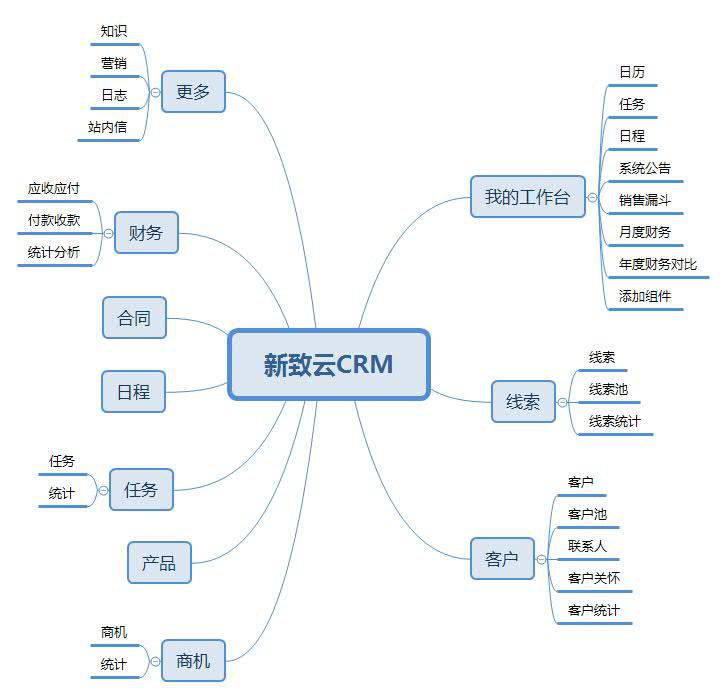 新致云CRM
我的工作台
日历
任务
日程
系统公告
销售漏斗
月度财务
年度财务对比
添加组件
线索
线索
线索池
线索统计
客户
客户
客户池
联系人
客户关怀
客户统计
更多
知识
营销
日志
站内信
财务
应收应付
付款收款
统计分析
合同
日程
任务
任务
统计
产品
商机
商机
统计